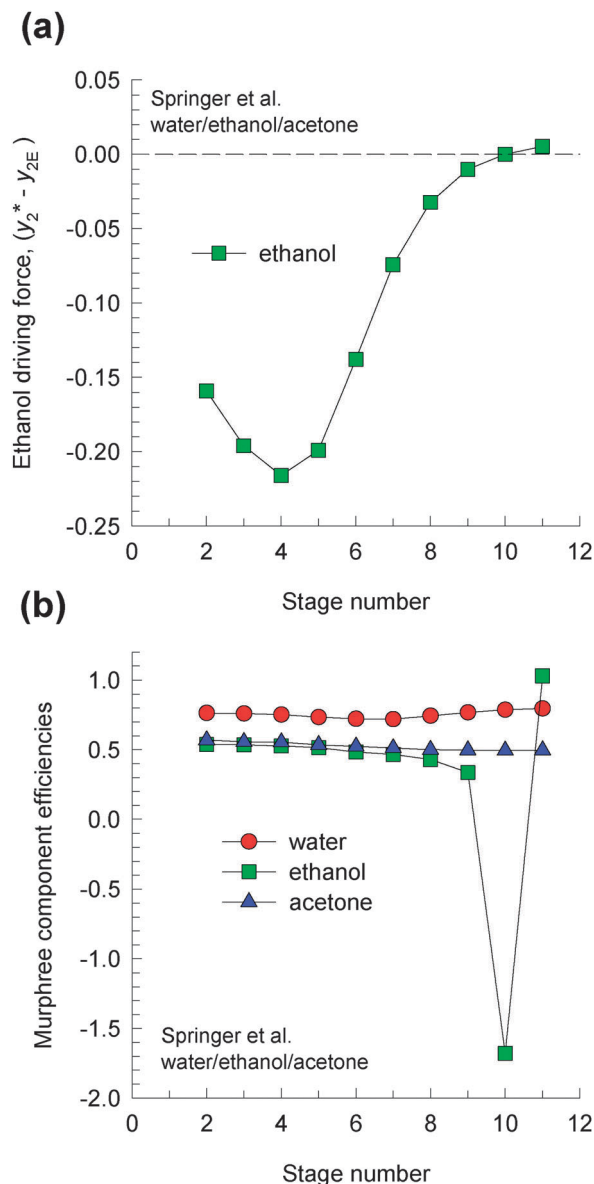 (a)
Ethanol driving force, (y2* - y2E)
0.05
0.00
-0.05
-0.10
-0.15
-0.20
-0.25
Springer et al.
water/ethanol/acetone
ethanol
0 2 4 6 8 10 12
Stage number
(b)
Murphree component efficiencies
1.0
0.5
0.0
-0.5
-1.0
-1.5
-2.0
water
ethanol
acetone
Springer et al.
water/ethanol/acetone
0 2 4 6 8 10 12
Stage number